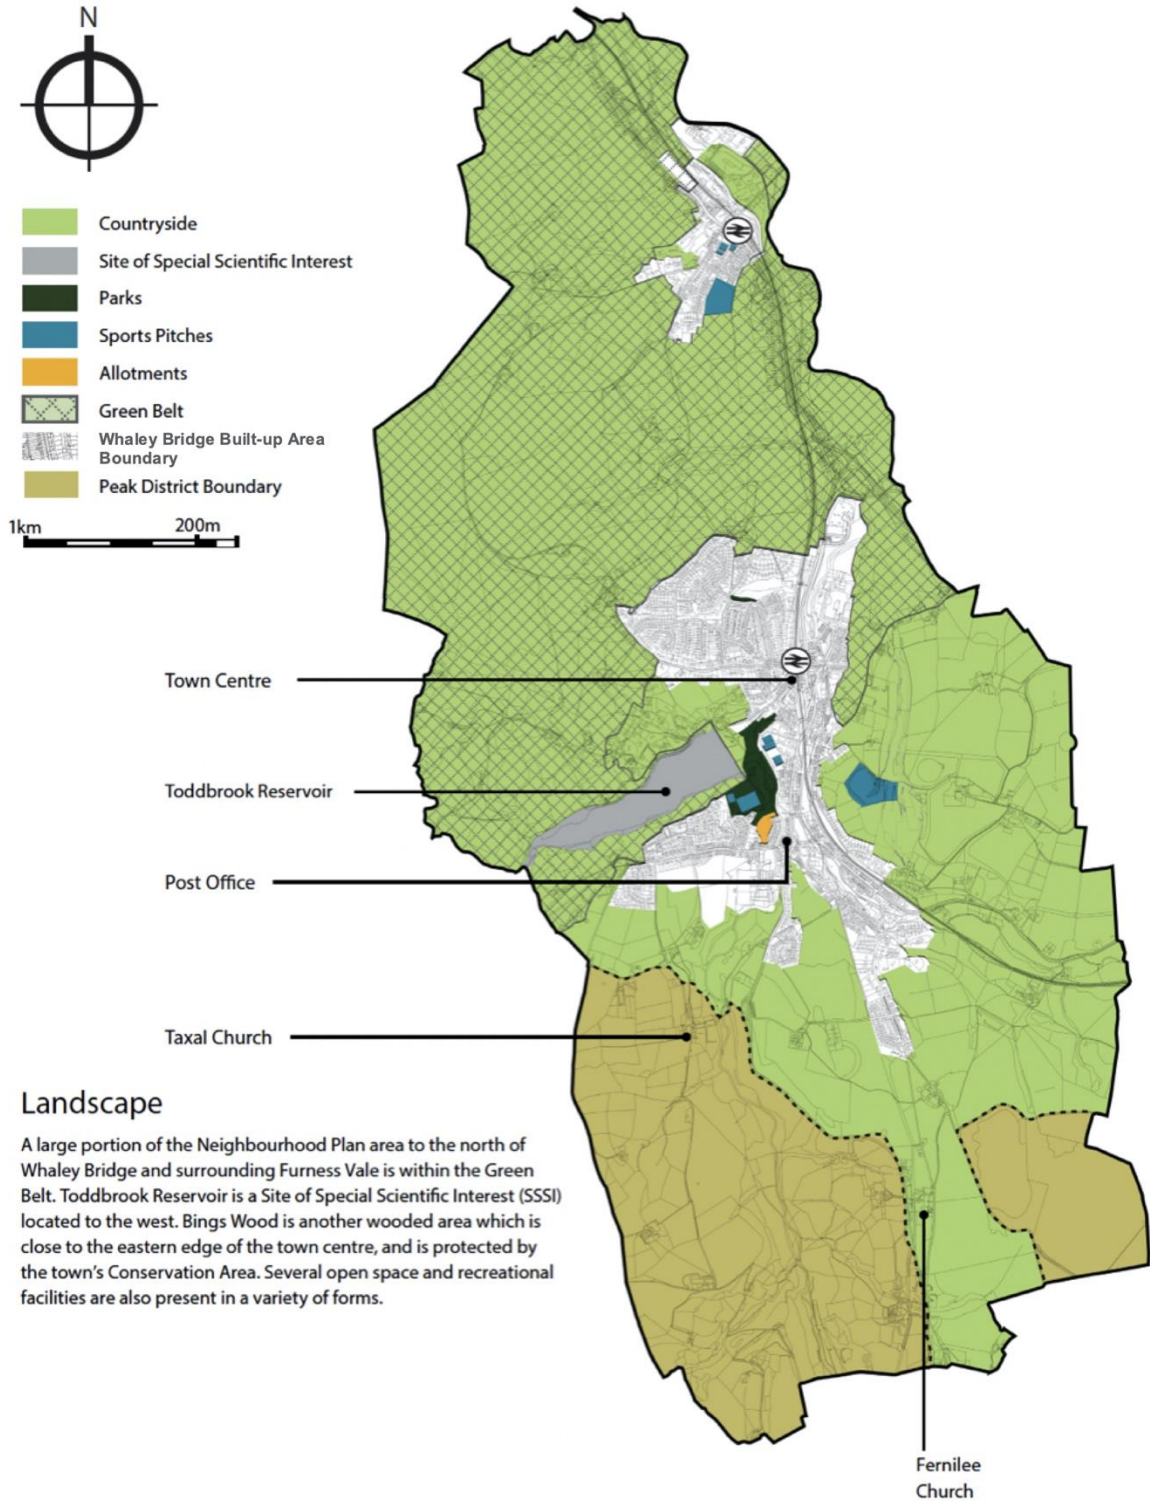 N
Countryside
Site of Special Scientific Interest
Parks
Sports Pitches
Allotments
Green Belt
Whaley Bridge Built-up Area
Boundary
Peak District Boundary
1km 200m
Town Centre
Toddbrook Reservoir
Post Office
Taxal Church
Landscape
A large portion of the Neighbourhood Plan area to the north of
Whaley Bridge and surrounding Furness Vale is within the Green
Belt. Toddbrook Reservoir is a Site of Special Scientific Interest (SSSI)
located to the west. Bings Wood is another wooded area which is
close to the eastern edge of the town centre, and is protected by
the town's Conservation Area. Several open space and recreational
facilities are also present in a variety of forms.
Fernilee
Church